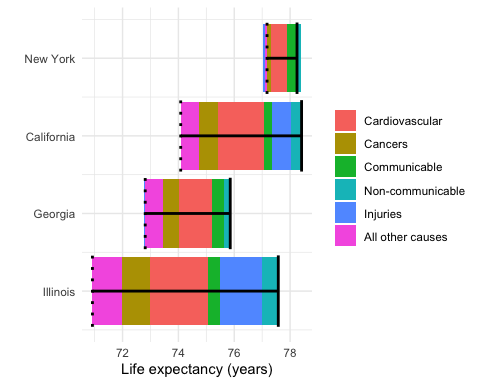 New York
California
Georgia
Illinois
72 74 76 78
Life expectancy (years)
Cardiovascular
Cancers
Communicable
Non-communicable
Injuries
All other causes